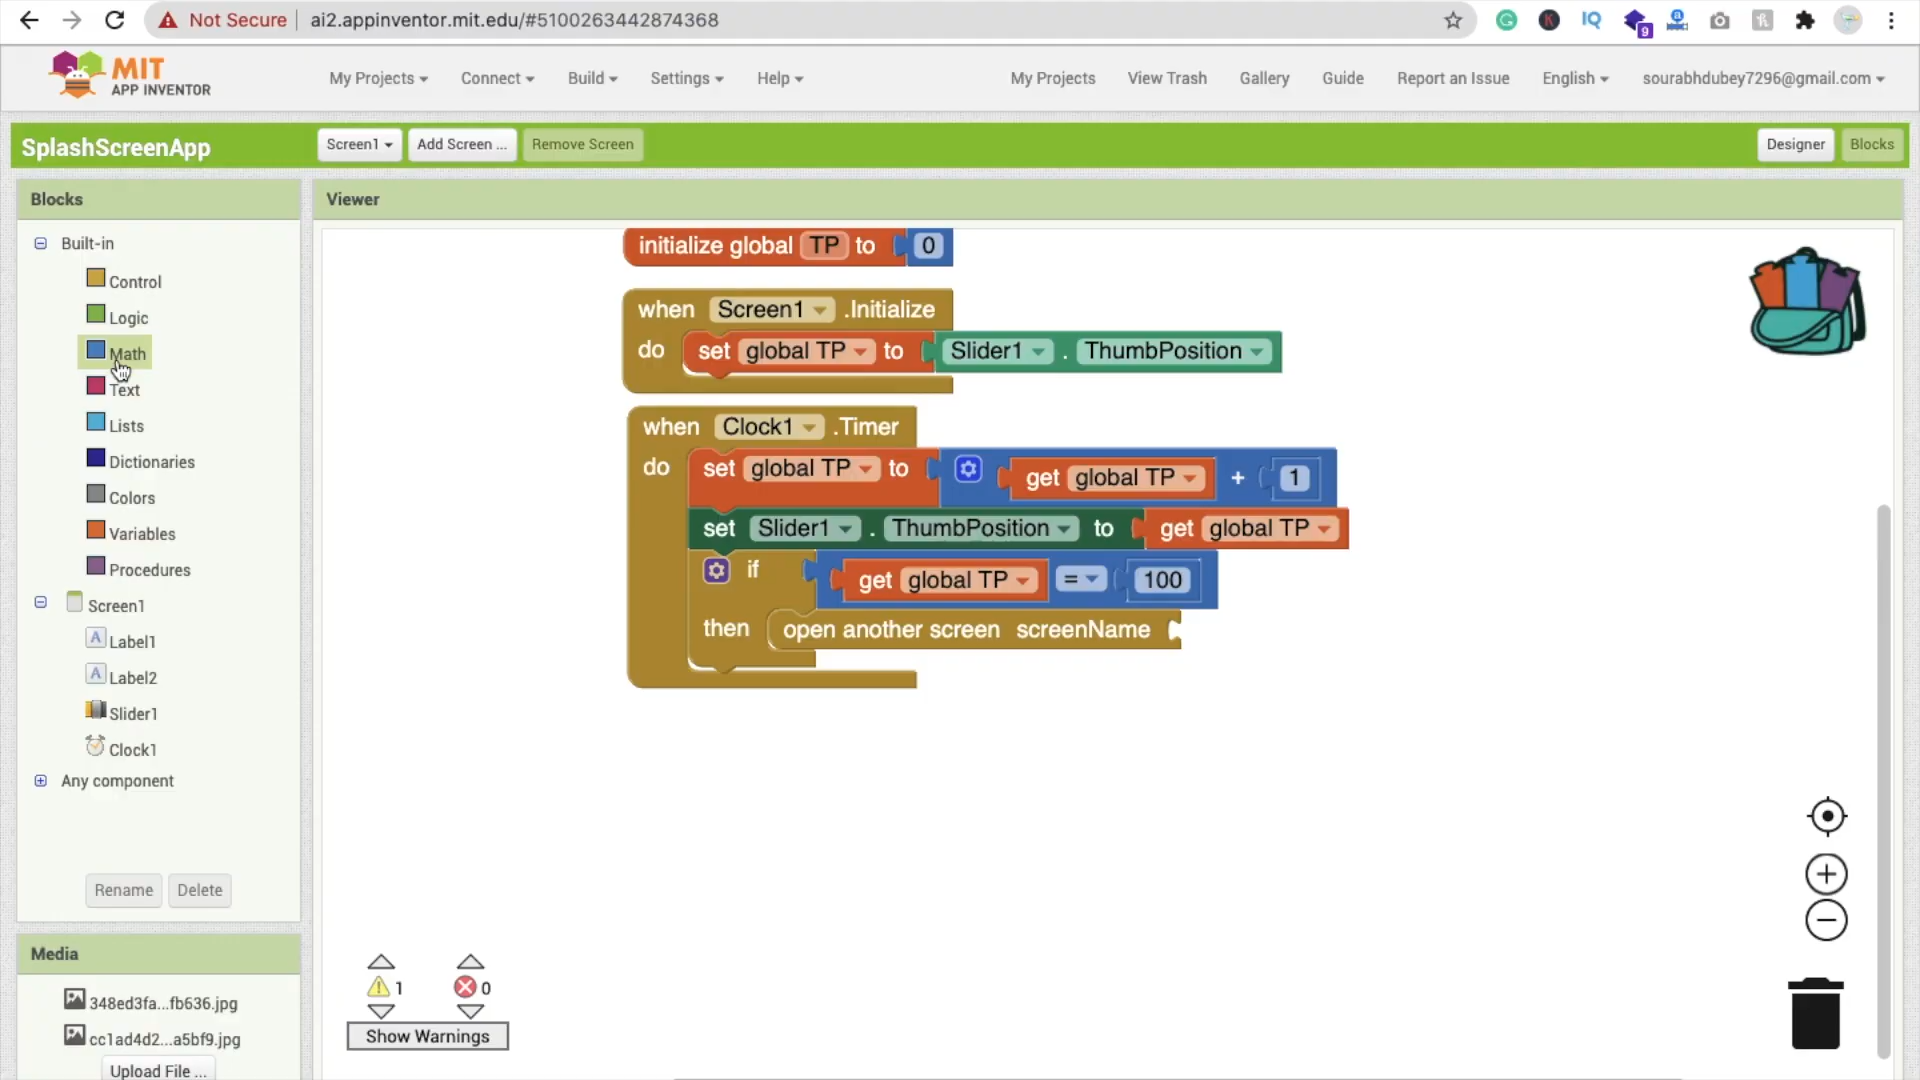 Not Secure
ai2.appinventor.mit.edu/#5100263442874368
9
MIT
APP INVENTOR
My Projects
Connect
Build
Settings
Help
My Projects
View Trash
Gallery
Guide
Report an Issue
English
sourabhdubey7296@gmail.com
SplashScreenApp
Screen1
Add Screen ...
Remove Screen
Designer
Blocks
Blocks
Viewer
Built-in
Control
Logic
Math
Text
Lists
Dictionaries
Colors
Variables
Procedures
Screen1
Label1
Label2
Slider1
Clock1
Any component
Rename
Delete
Media
348ed3fa...fb636.jpg
cc1ad4d2...a5bf9.jpg
Upload File ...
initialize global TP to 0
when Screen1 .Initialize
do set global TP to Slider1 . ThumbPosition
when Clock1 .Timer
do set global TP to get global TP + 1
set Slider1 . ThumbPosition to get global TP
if get global TP = 100
then open another screen screenName
1
0
Show Warnings